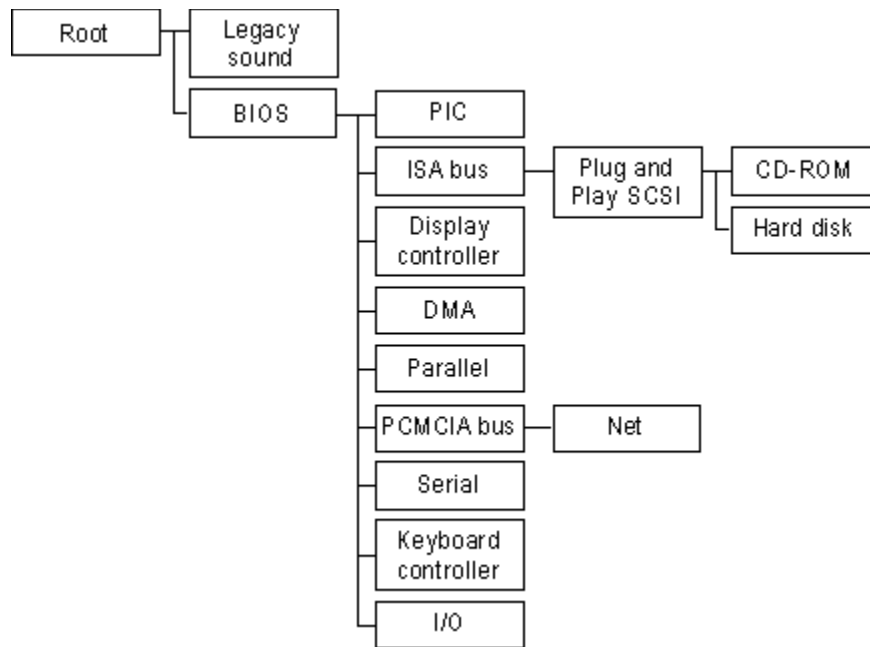 Root
Legacy
sound
BIOS
PIC
ISA bus
Plug and
Play SCSI
CD-ROM
Hard disk
Display
controller
DMA
Parallel
PCMCIA bus
Net
Serial
Keyboard
controller
I/O